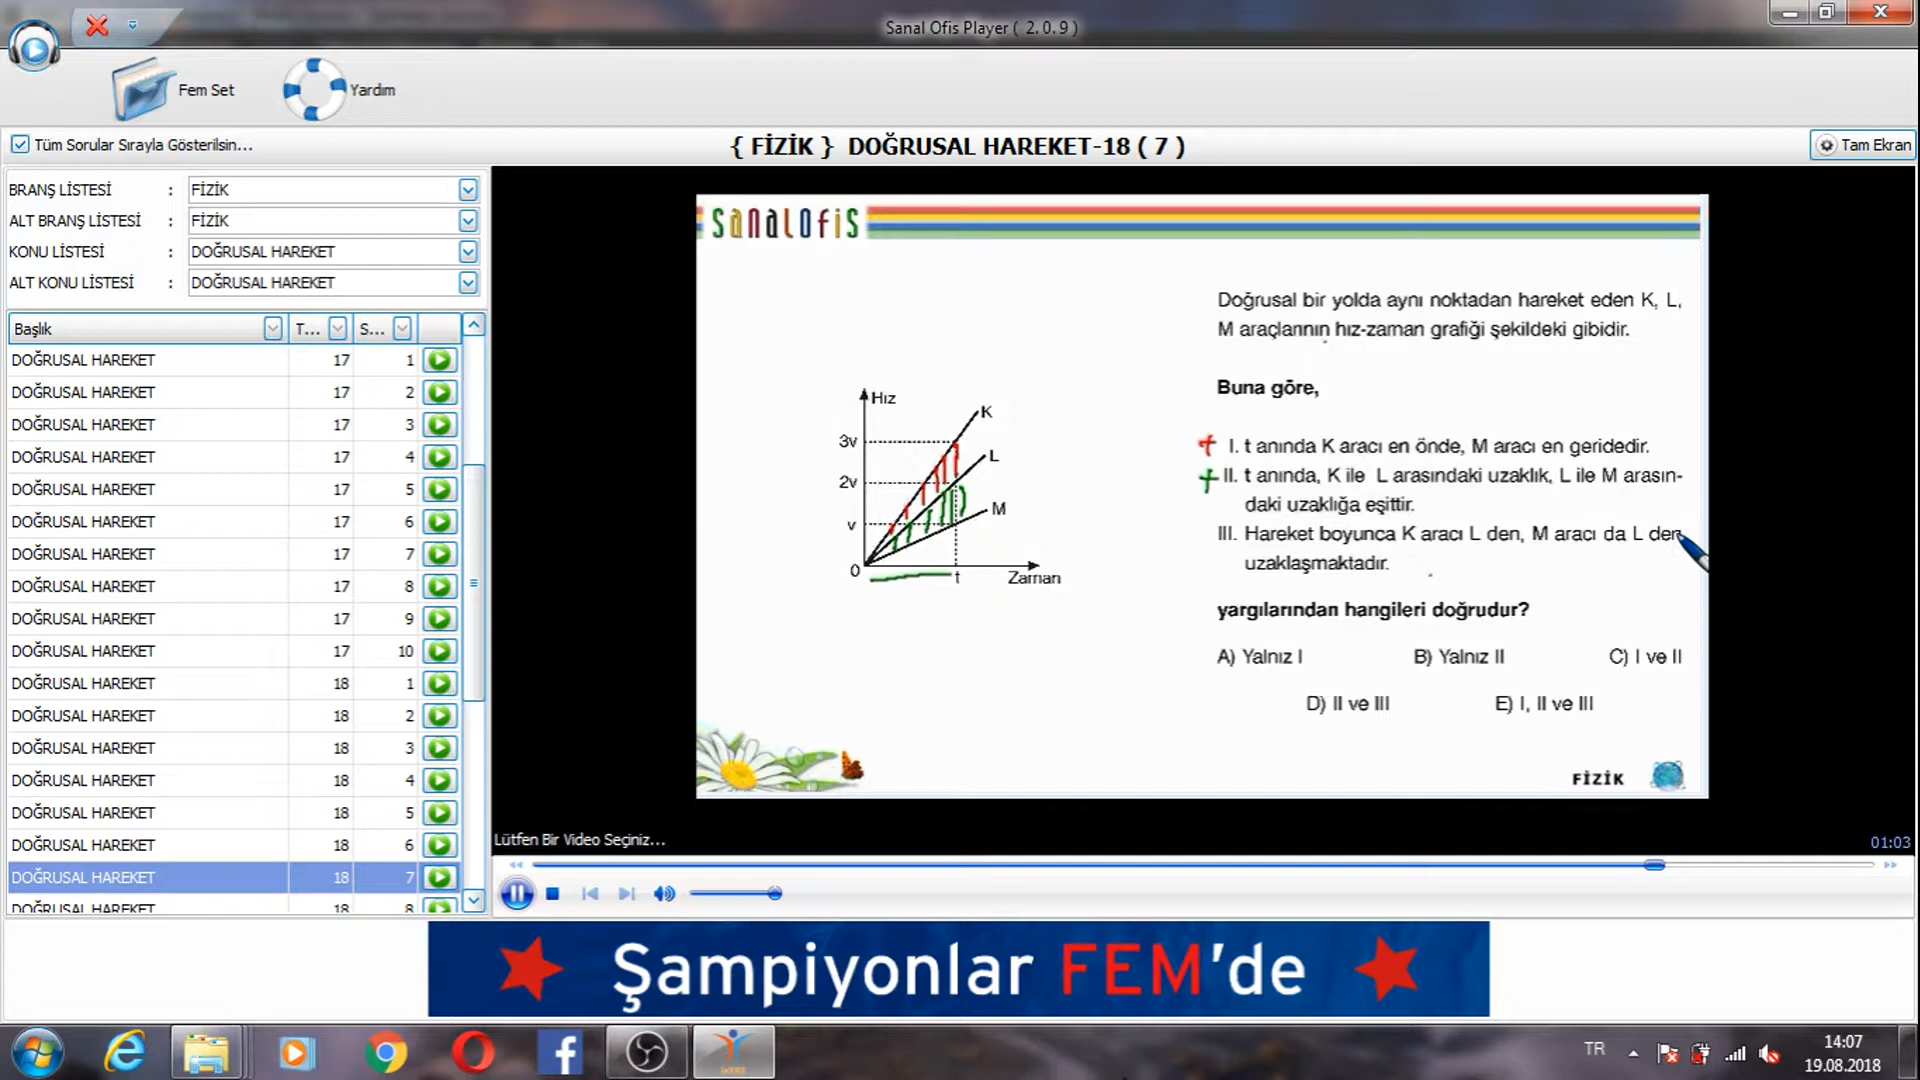 Sanal Ofis Player ( 2.0.9 )
Fem Set
Yardım
Tüm Sorular Sırayla Gösterilsin...
{ FİZİK } DOĞRUSAL HAREKET-18 ( 7 )
Tam Ekran
BRANŞ LİSTESİ : FİZİK
ALT BRANŞ LİSTESİ : FİZİK
KONU LİSTESİ : DOĞRUSAL HAREKET
ALT KONU LİSTESİ : DOĞRUSAL HAREKET
Başlık T... S...
DOĞRUSAL HAREKET 17 1
DOĞRUSAL HAREKET 17 2
DOĞRUSAL HAREKET 17 3
DOĞRUSAL HAREKET 17 4
DOĞRUSAL HAREKET 17 5
DOĞRUSAL HAREKET 17 6
DOĞRUSAL HAREKET 17 7
DOĞRUSAL HAREKET 17 8
DOĞRUSAL HAREKET 17 9
DOĞRUSAL HAREKET 17 10
DOĞRUSAL HAREKET 18 1
DOĞRUSAL HAREKET 18 2
DOĞRUSAL HAREKET 18 3
DOĞRUSAL HAREKET 18 4
DOĞRUSAL HAREKET 18 5
DOĞRUSAL HAREKET 18 6
DOĞRUSAL HAREKET 18 7
DOĞRUSAL HAREKET 18 8
sanalofis
Hız
K
3v
L
2v
M
v
0
t
Zaman
Doğrusal bir yolda aynı noktadan hareket eden K, L,
M araçlarının hız-zaman grafiği şekildeki gibidir.
Buna göre,
I. t anında K aracı en önde, M aracı en geridedir.
II. t anında, K ile L arasındaki uzaklık, L ile M arasın-
daki uzaklığa eşittir.
III. Hareket boyunca K aracı L den, M aracı da L den
uzaklaşmaktadır.
yargılarından hangileri doğrudur?
A) Yalnız I B) Yalnız II C) I ve II
D) II ve III E) I, II ve III
FİZİK
Lütfen Bir Video Seçiniz...
01:03
Şampiyonlar FEM'de
TR
14:07
19.08.2018